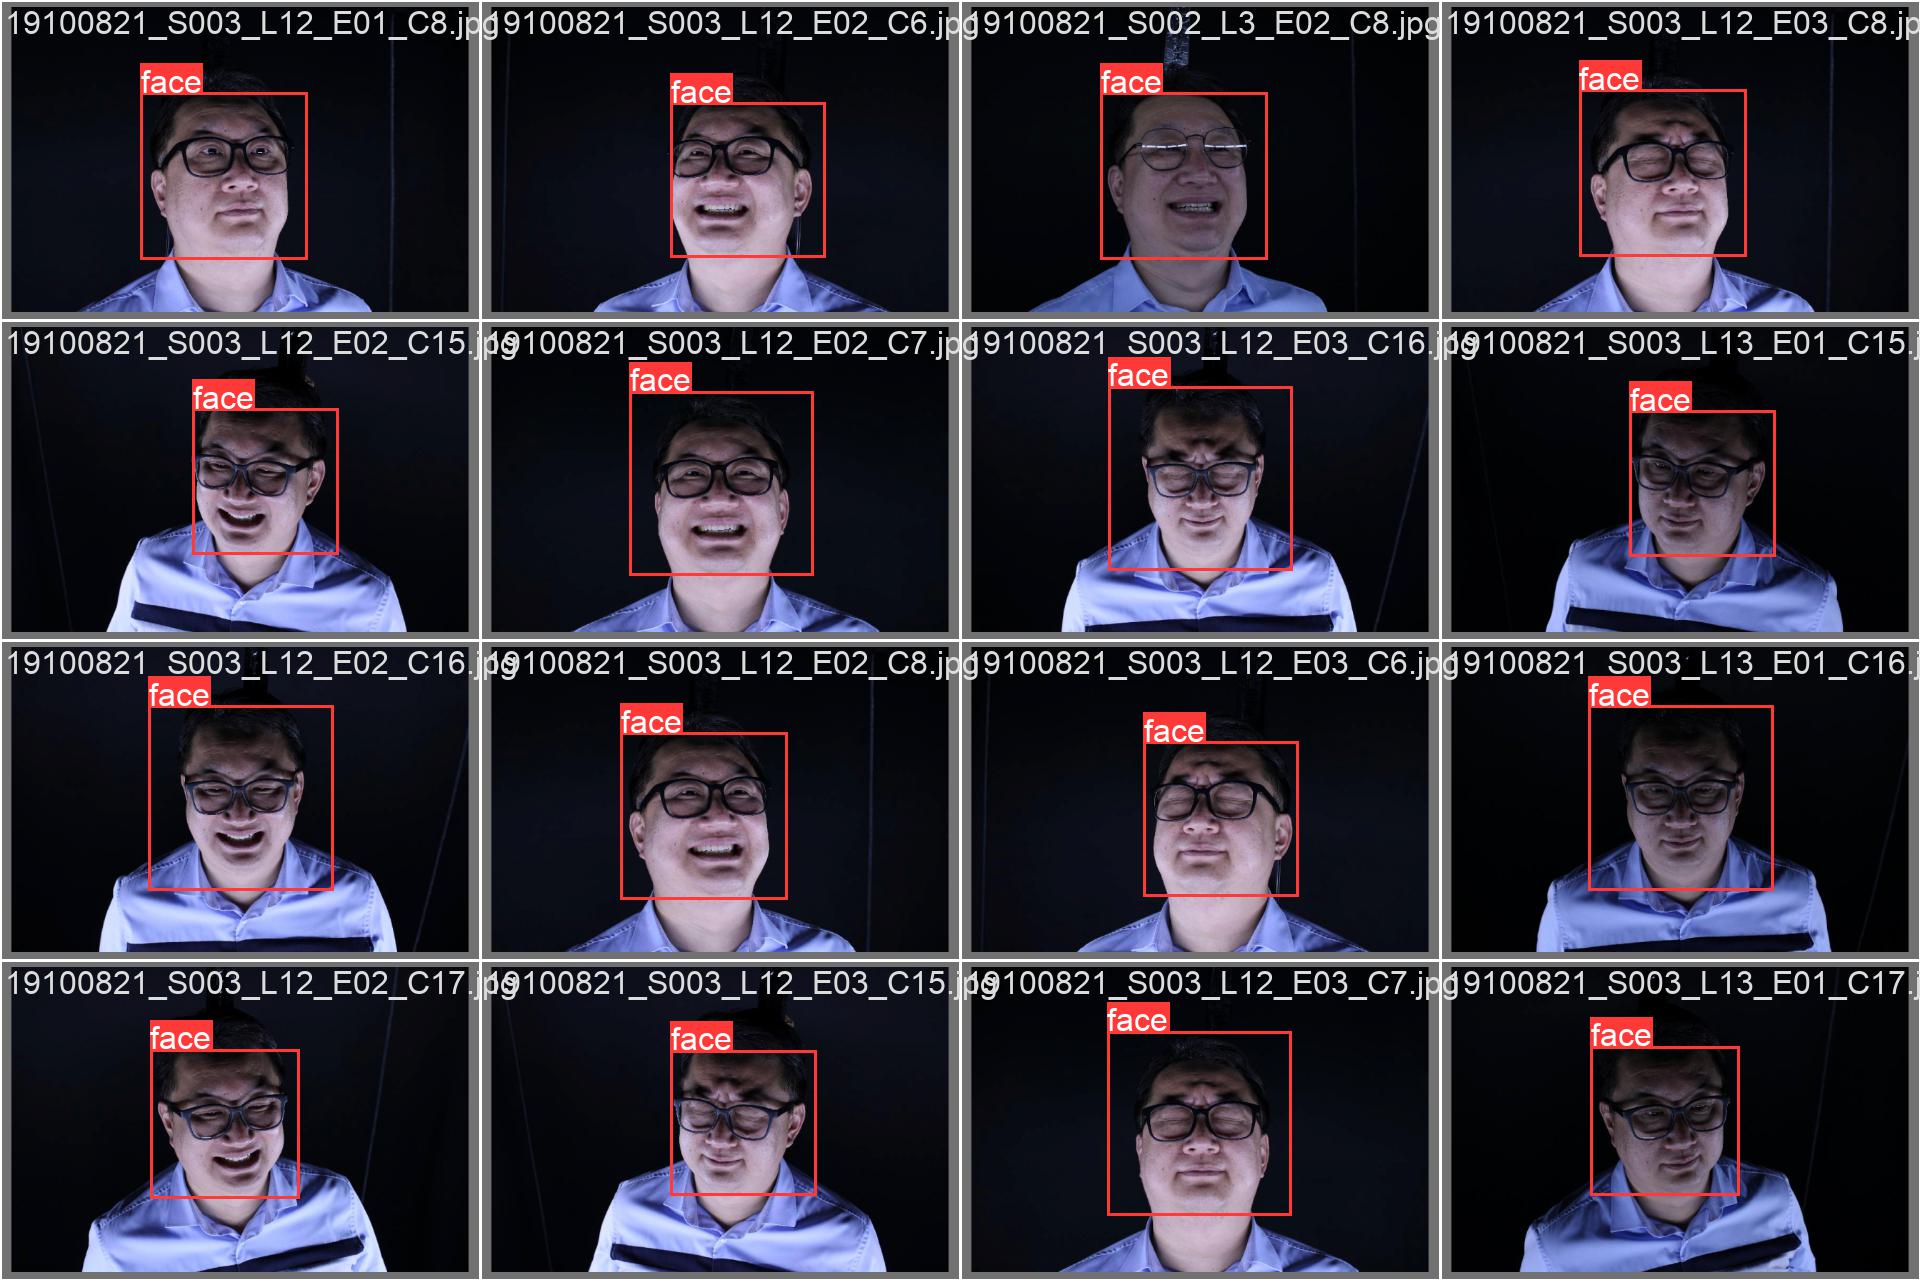 19100821_S003_L12_E01_C8.jpg
face
19100821_S003_L12_E02_C6.jpg
face
19100821_S002_L3_E02_C8.jpg
face
19100821_S003_L12_E03_C8.jp
face
19100821_S003_L12_E02_C15.jpg
face
19100821_S003_L12_E02_C7.jpg
face
19100821_S003_L12_E03_C16.jpg
face
19100821_S003_L13_E01_C15.j
face
19100821_S003_L12_E02_C16.jpg
face
19100821_S003_L12_E02_C8.jpg
face
19100821_S003_L12_E03_C6.jpg
face
19100821_S003_L13_E01_C16.j
face
19100821_S003_L12_E02_C17.jpg
face
19100821_S003_L12_E03_C15.jpg
face
19100821_S003_L12_E03_C7.jpg
face
19100821_S003_L13_E01_C17.j
face